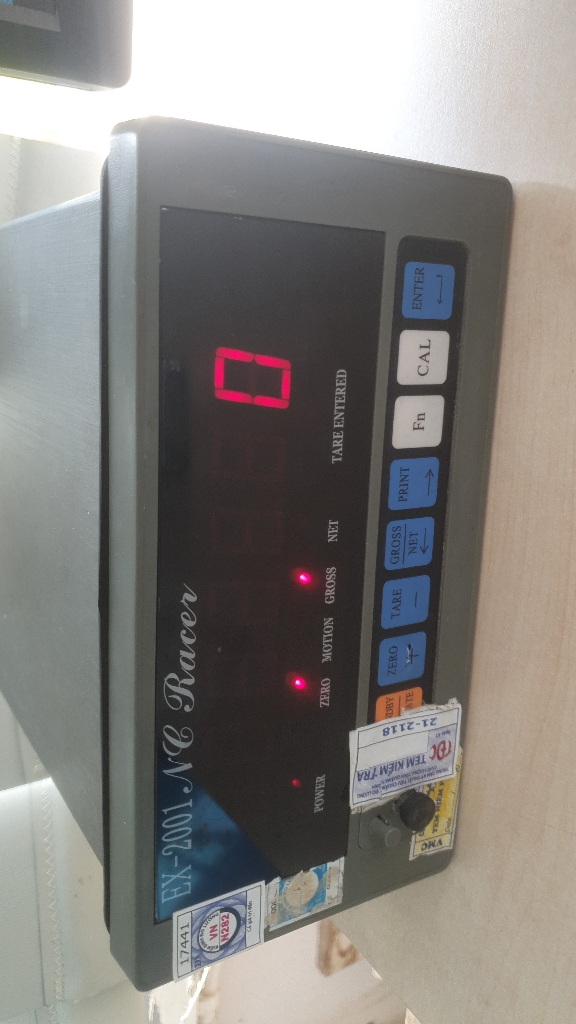 EX-2001 NC Racer
0
POWER
ZERO
MOTION
GROSS
NET
TARE ENTERED
ZERO
TARE
GROSS
NET
PRINT
Fn
CAL
ENTER
17441
VN
N282
21-2118
TEM KIỂM TRA
VMC